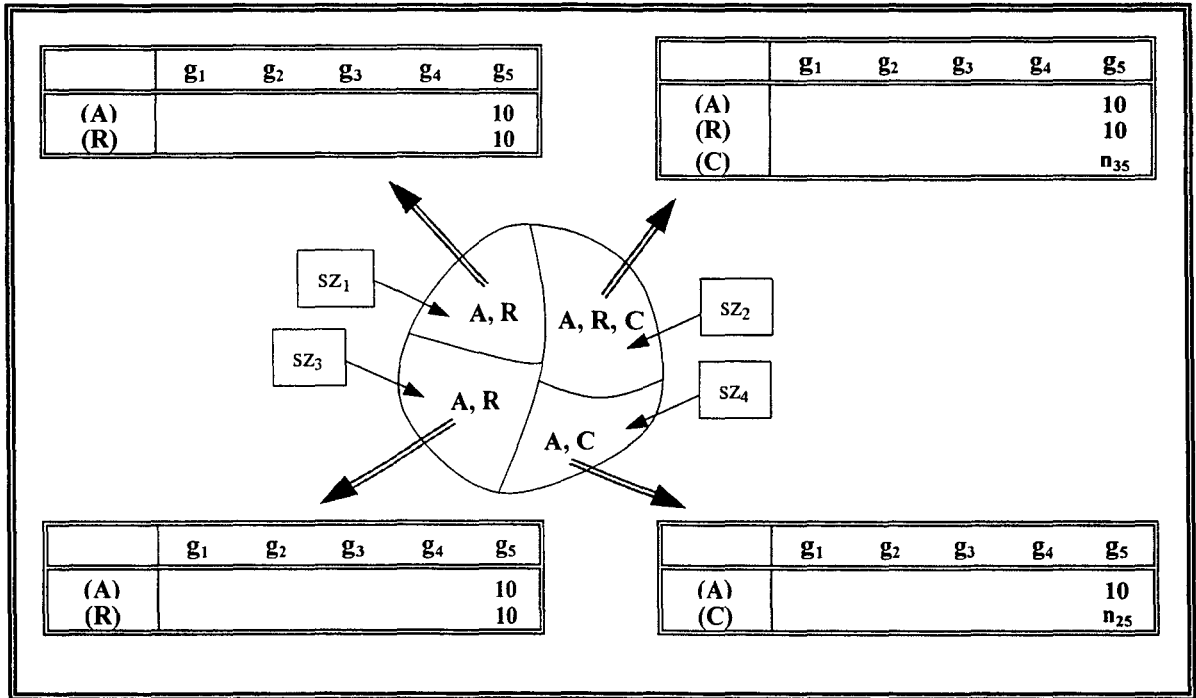 g₁ g₂ g₃ g₄ g₅
(A) 10
(R) 10
g₁ g₂ g₃ g₄ g₅
(A) 10
(R) 10
(C) n₃₅
sz₁
A, R
A, R, C
sz₂
sz₃
A, R
sz₄
A, C
g₁ g₂ g₃ g₄ g₅
(A) 10
(R) 10
g₁ g₂ g₃ g₄ g₅
(A) 10
(C) n₂₅